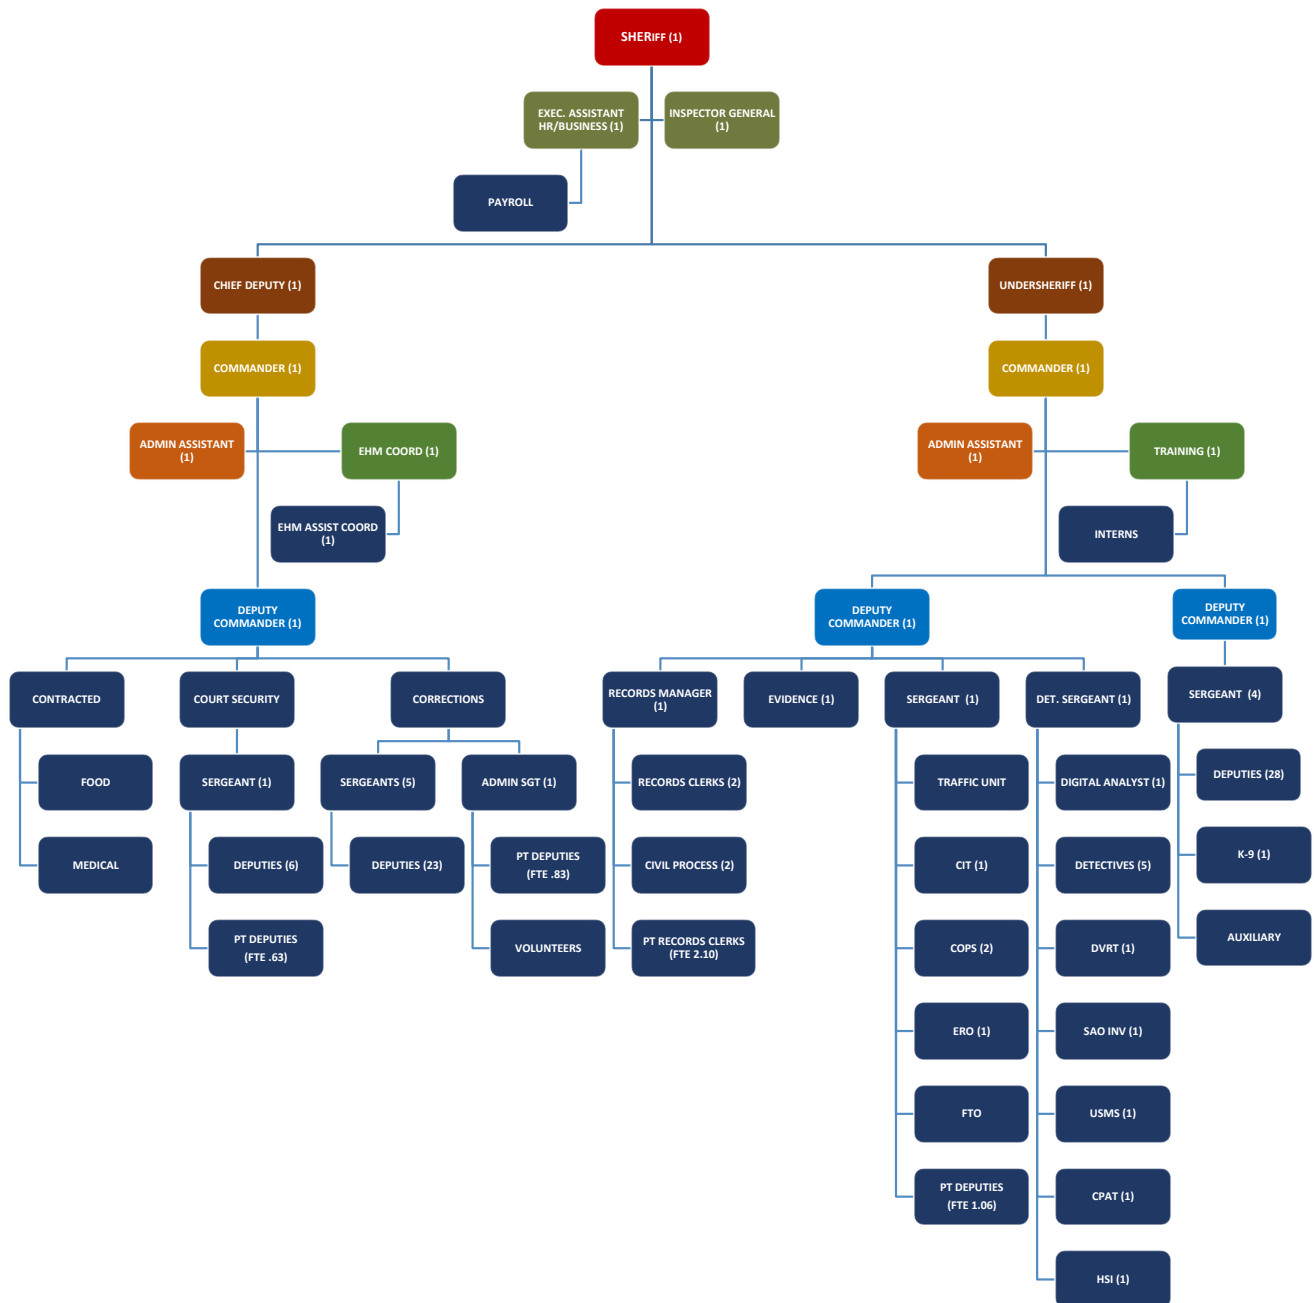 SHERIFF (1)
EXEC. ASSISTANT
HR/BUSINESS (1)
INSPECTOR GENERAL
(1)
PAYROLL
CHIEF DEPUTY (1)
UNDERSHERIFF (1)
COMMANDER (1)
COMMANDER (1)
ADMIN ASSISTANT
(1)
EHM COORD (1)
ADMIN ASSISTANT
(1)
TRAINING (1)
EHM ASSIST COORD
(1)
INTERNS
DEPUTY
COMMANDER (1)
DEPUTY
COMMANDER (1)
DEPUTY
COMMANDER (1)
CONTRACTED
COURT SECURITY
CORRECTIONS
RECORDS MANAGER
(1)
EVIDENCE (1)
SERGEANT (1)
DET. SERGEANT (1)
SERGEANT (4)
FOOD
SERGEANT (1)
SERGEANTS (5)
ADMIN SGT (1)
RECORDS CLERKS (2)
TRAFFIC UNIT
DIGITAL ANALYST (1)
DEPUTIES (28)
MEDICAL
DEPUTIES (6)
DEPUTIES (23)
PT DEPUTIES
(FTE .83)
CIVIL PROCESS (2)
CIT (1)
DETECTIVES (5)
K-9 (1)
PT DEPUTIES
(FTE .63)
VOLUNTEERS
PT RECORDS CLERKS
(FTE 2.10)
COPS (2)
DVRT (1)
AUXILIARY
ERO (1)
SAO INV (1)
FTO
USMS (1)
PT DEPUTIES
(FTE 1.06)
CPAT (1)
HSI (1)